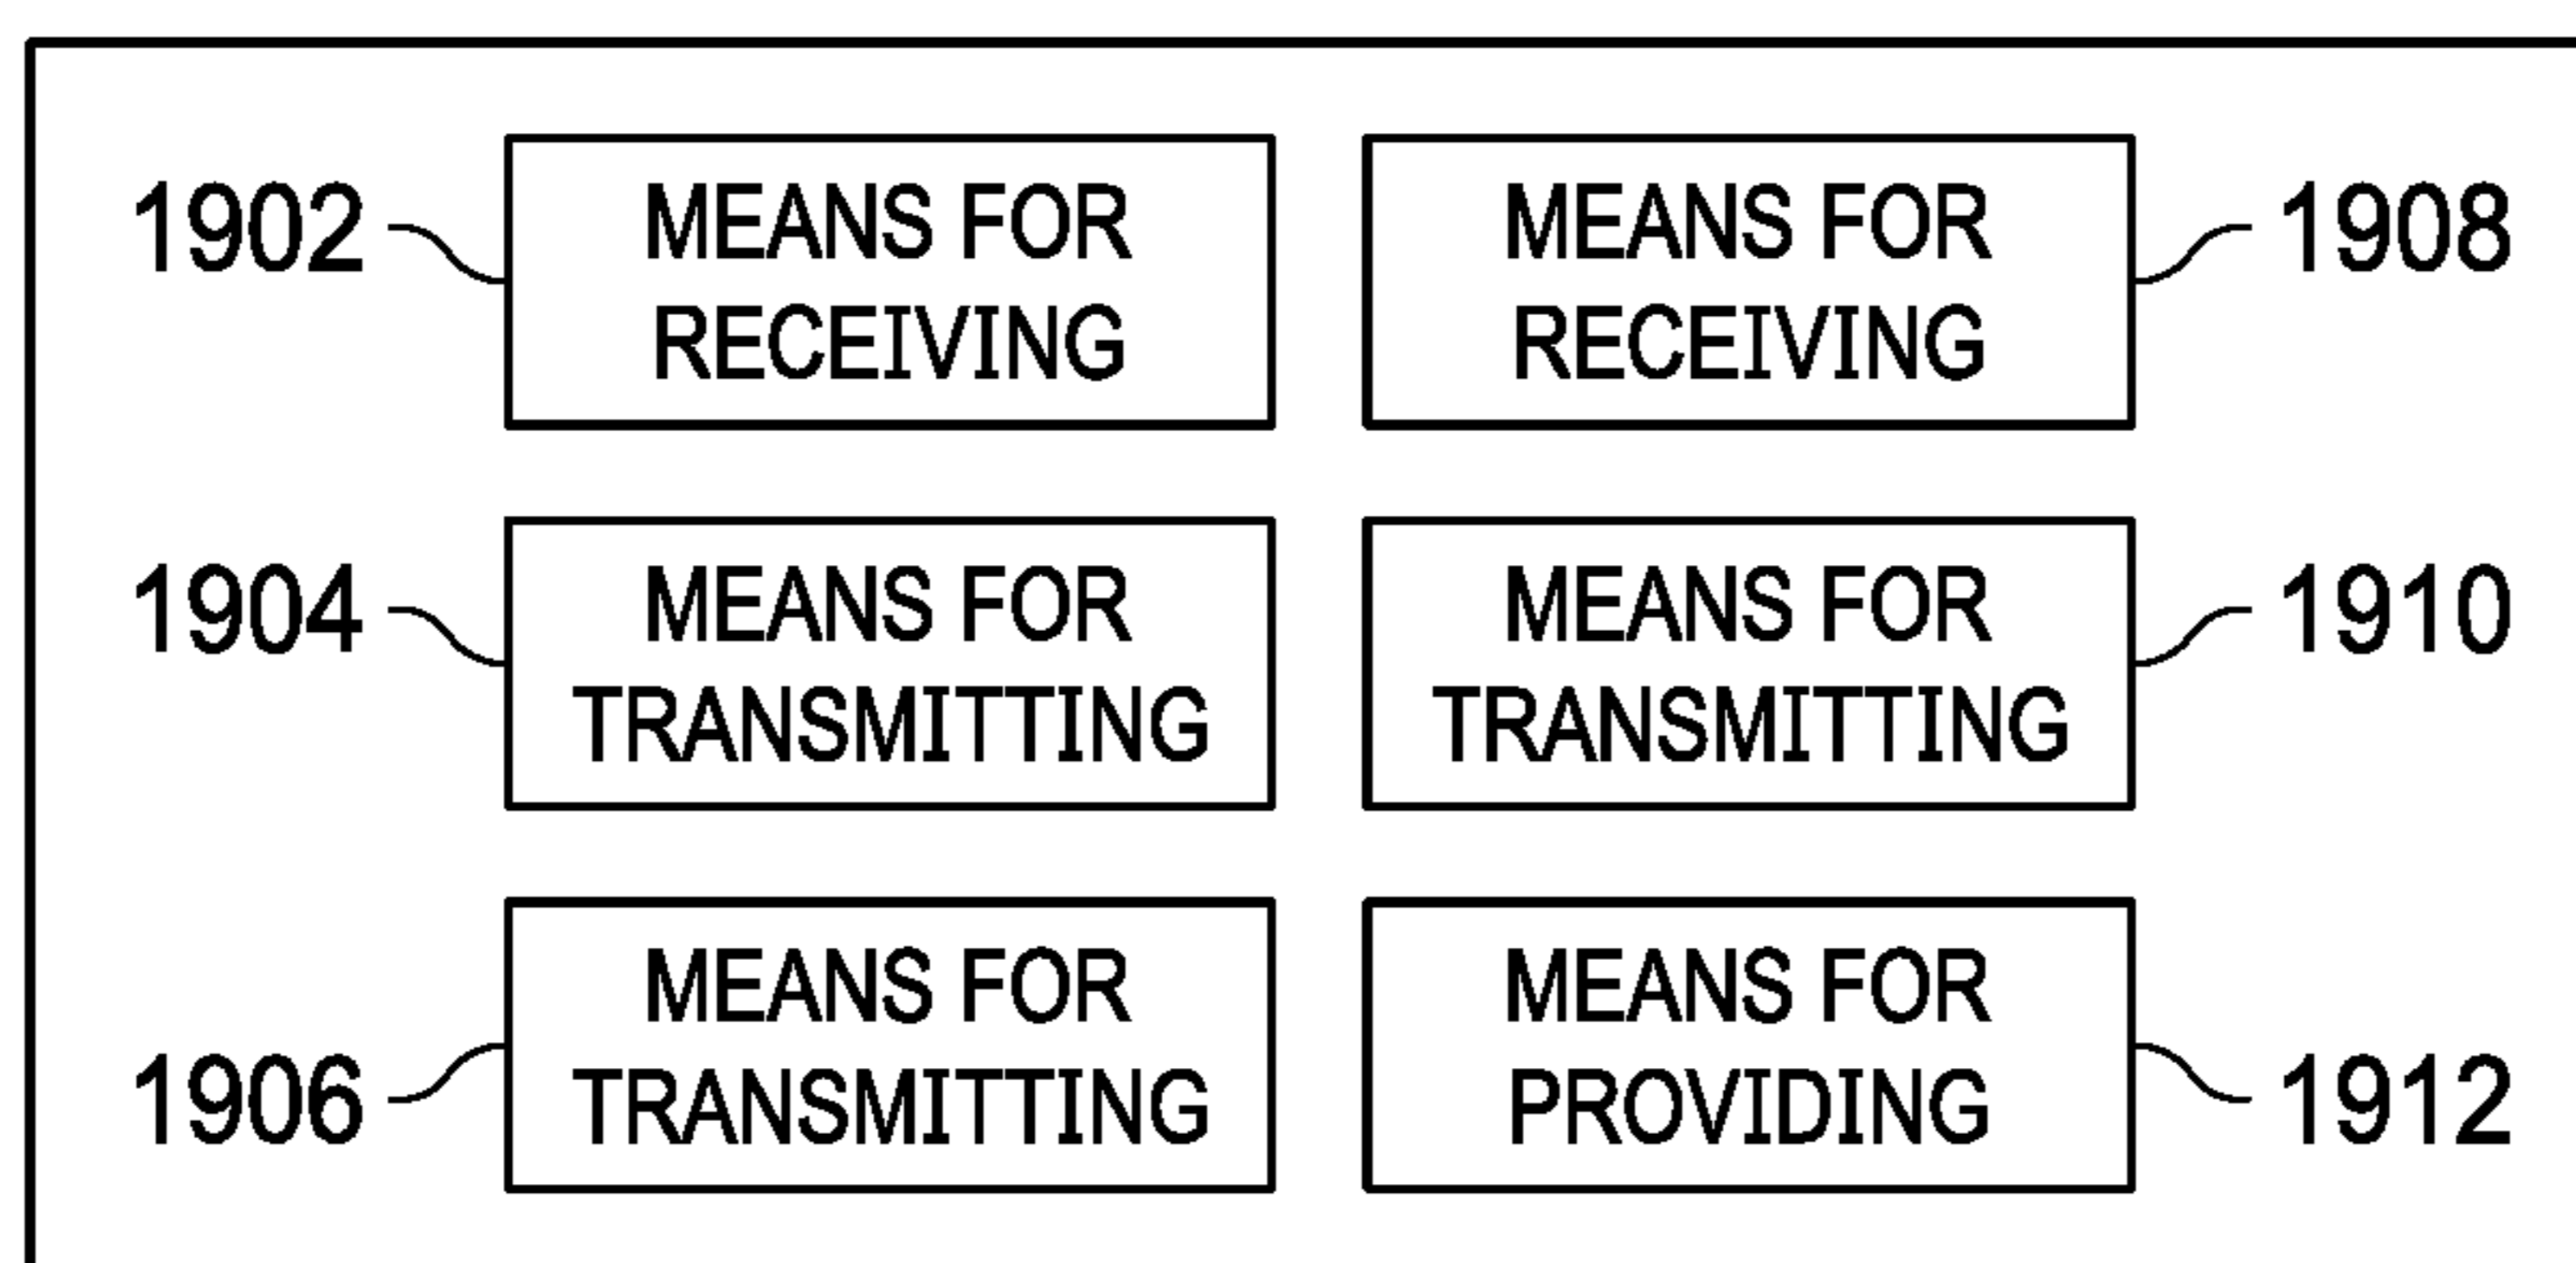 1902
MEANS FOR
RECEIVING
MEANS FOR
RECEIVING
1908
1904
MEANS FOR
TRANSMITTING
MEANS FOR
TRANSMITTING
1910
1906
MEANS FOR
TRANSMITTING
MEANS FOR
PROVIDING
1912